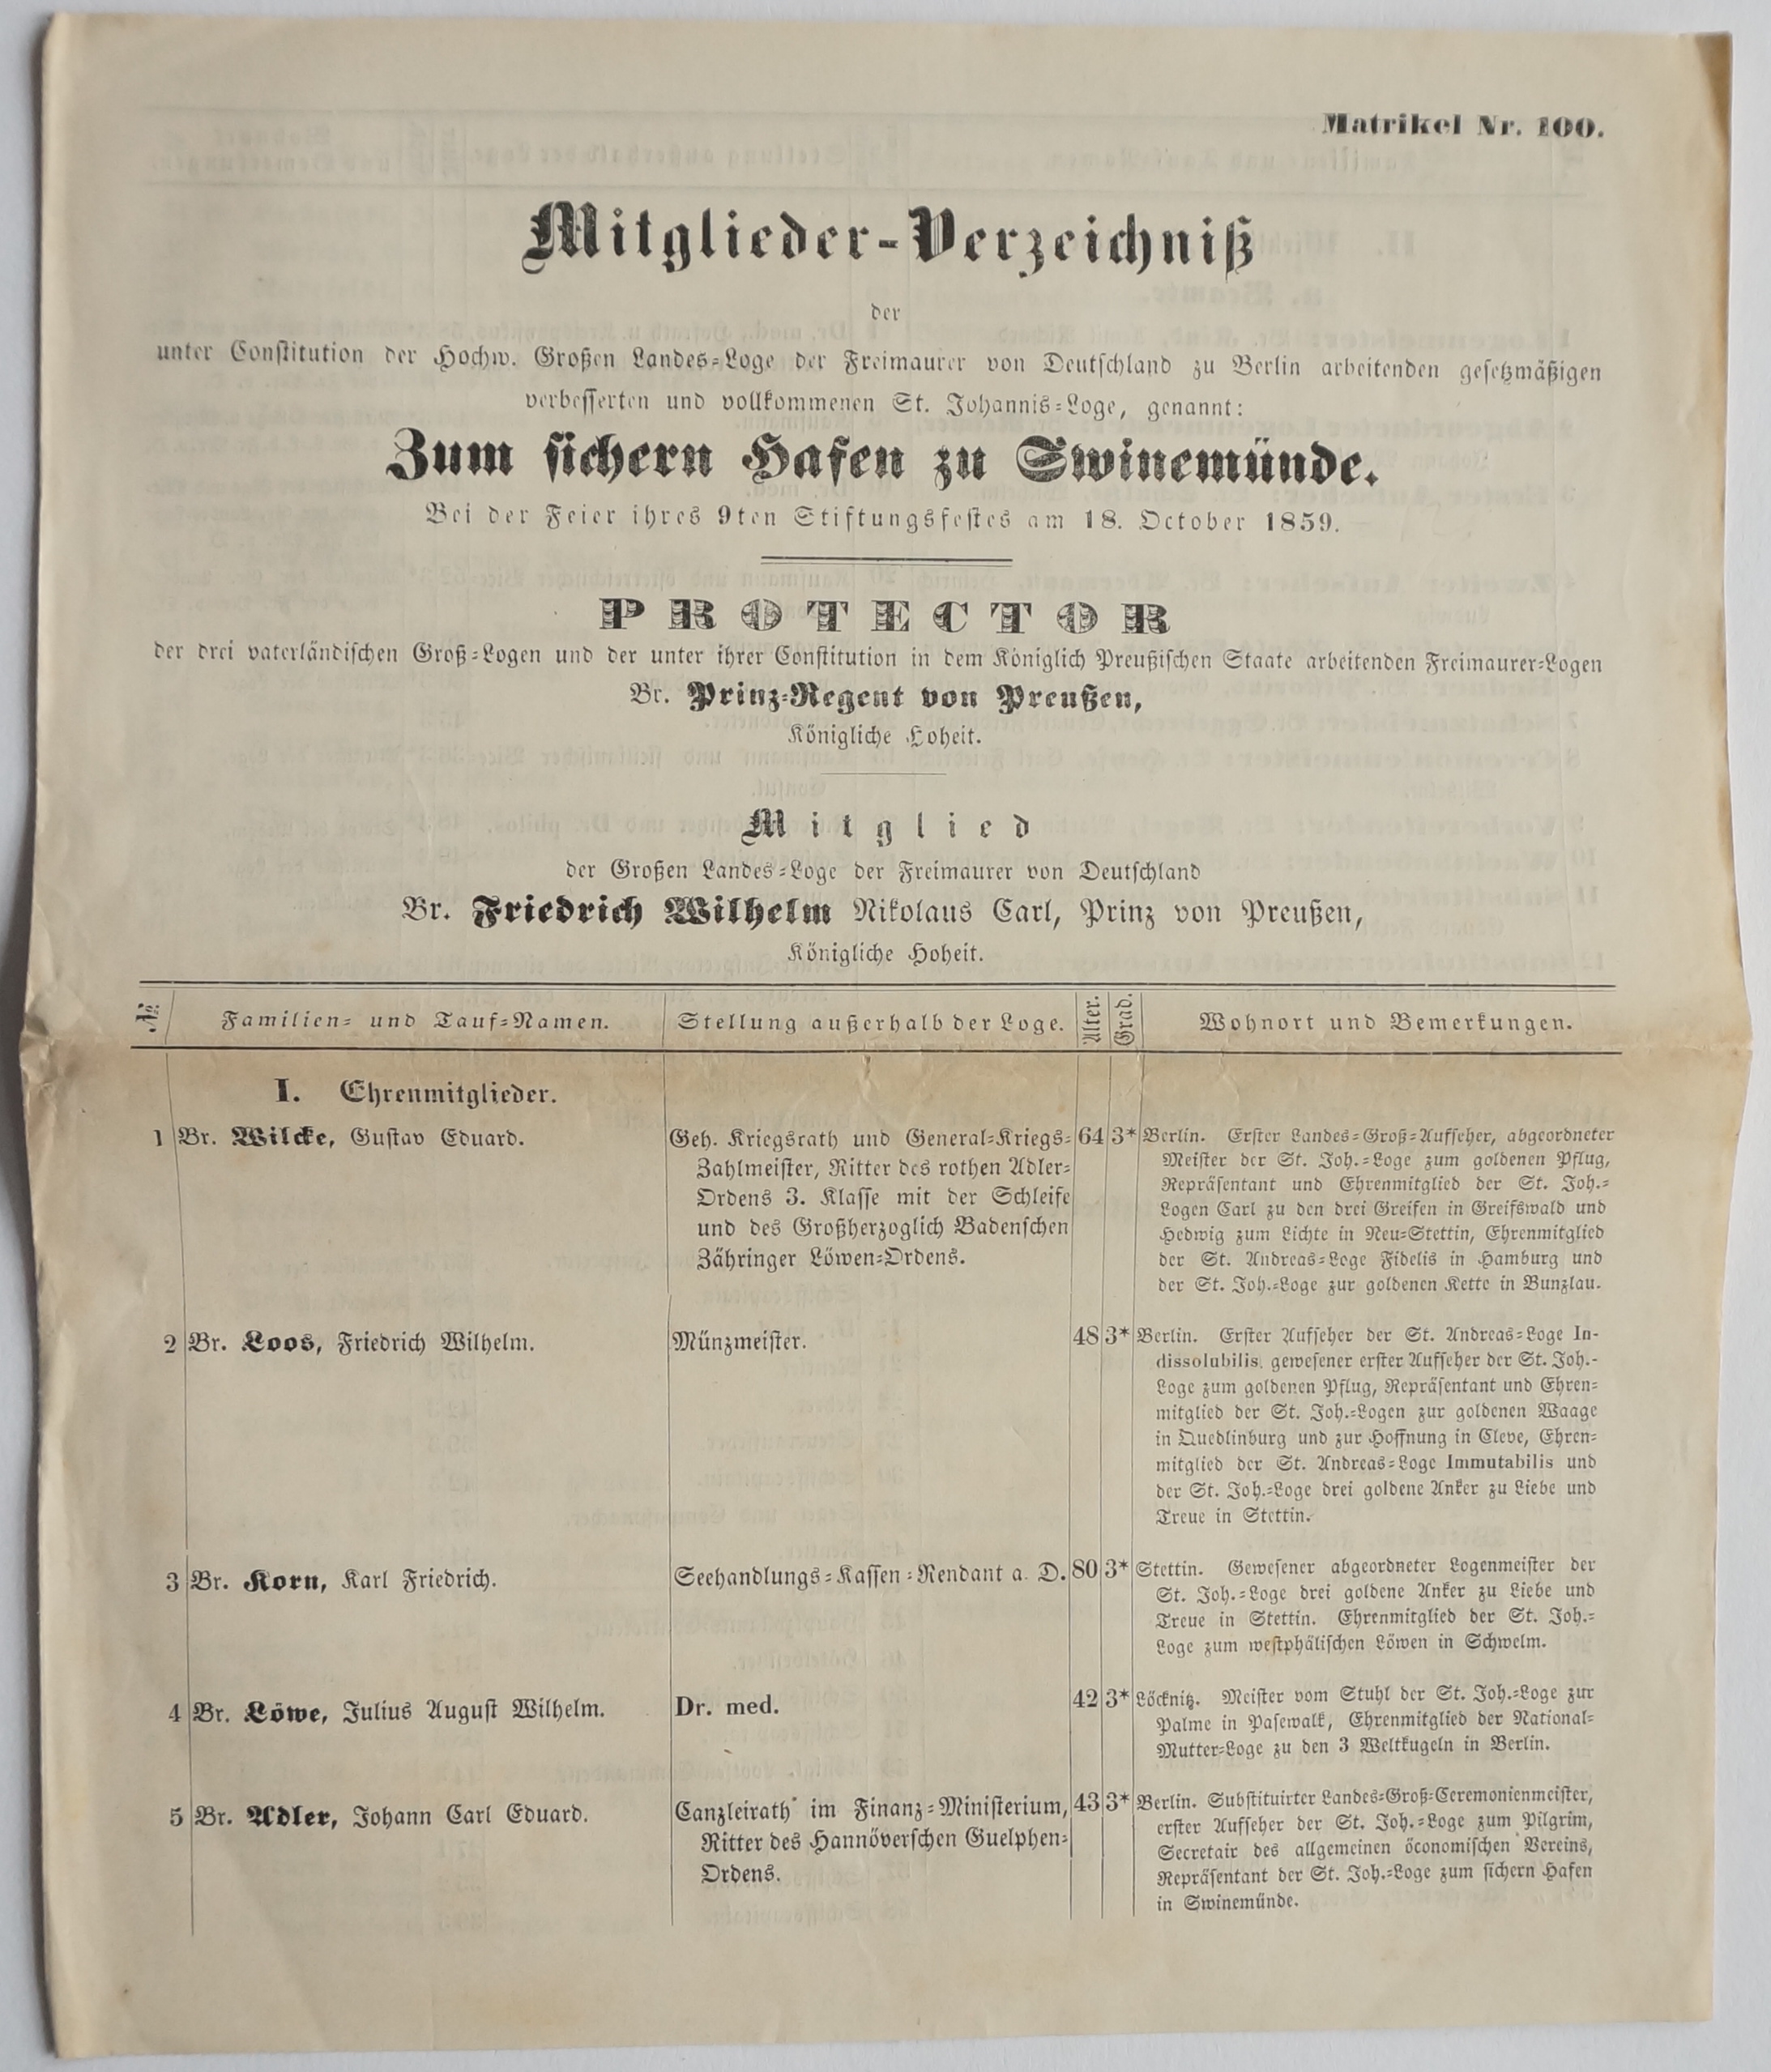 Matrikel Nr. 100.
Mitglieder-Verzeichniß
der
unter Constitution der Hochw. Großen Landes-Loge der Freimaurer von Deutschland zu Berlin arbeitenden gesetzmäßigen
verbesserten und vollkommenen St. Johannis-Loge, genannt:
Zum sichern Hafen zu Swinemünde.
Bei der Feier ihres 9ten Stiftungsfestes am 18. October 1859.
PROTECTOR
der drei vaterländischen Groß-Logen und der unter ihrer Constitution in dem Königlich Preußischen Staate arbeitenden Freimaurer-Logen
Br. Prinz-Regent von Preußen,
Königliche Hoheit.
Mitglied
der Großen Landes-Loge der Freimaurer von Deutschland
Br. Friedrich Wilhelm Nikolaus Carl, Prinz von Preußen,
Königliche Hoheit.
№ Familien- und Tauf-Namen. Stellung außerhalb der Loge. Alter. Grad. Wohnort und Bemerkungen.
I. Ehrenmitglieder.
1 Br. Wilcke, Gustav Eduard.
Geh. Kriegsrath und General-Kriegs-
Zahlmeister, Ritter des rothen Adler-
Ordens 3. Klasse mit der Schleife
und des Großherzoglich Badenschen
Zähringer Löwen-Ordens.
64 3*
Berlin. Erster Landes-Groß-Aufseher, abgeordneter
Meister der St. Joh.-Loge zum goldenen Pflug,
Repräsentant und Ehrenmitglied der St. Joh.-
Logen Carl zu den drei Greifen in Greifswald und
Hedwig zum Lichte in Neu-Stettin, Ehrenmitglied
der St. Andreas-Loge Fidelis in Hamburg und
der St. Joh.-Loge zur goldenen Kette in Bunzlau.
2 Br. Loos, Friedrich Wilhelm.
Münzmeister.
48 3*
Berlin. Erster Aufseher der St. Andreas-Loge In-
dissolubilis, gewesener erster Aufseher der St. Joh.-
Loge zum goldenen Pflug, Repräsentant und Ehren-
mitglied der St. Joh.-Logen zur goldenen Waage
in Quedlinburg und zur Hoffnung in Cleve, Ehren-
mitglied der St. Andreas-Loge Immutabilis und
der St. Joh.-Loge drei goldene Anker zu Liebe und
Treue in Stettin.
3 Br. Korn, Karl Friedrich.
Seehandlungs-Kassen-Rendant a. D.
80 3*
Stettin. Gewesener abgeordneter Logenmeister der
St. Joh.-Loge drei goldene Anker zu Liebe und
Treue in Stettin. Ehrenmitglied der St. Joh.-
Loge zum westphälischen Löwen in Schwelm.
4 Br. Löwe, Julius August Wilhelm.
Dr. med.
42 3*
Löcknitz. Meister vom Stuhl der St. Joh.-Loge zur
Palme in Pasewalk, Ehrenmitglied der National-
Mutter-Loge zu den 3 Weltkugeln in Berlin.
5 Br. Adler, Johann Carl Eduard.
Canzleirath im Finanz-Ministerium,
Ritter des Hannöverschen Guelphen-
Ordens.
43 3*
Berlin. Substituirter Landes-Groß-Ceremonienmeister,
erster Aufseher der St. Joh.-Loge zum Pilgrim,
Secretair des allgemeinen öconomischen Vereins,
Repräsentant der St. Joh.-Loge zum sichern Hafen
in Swinemünde.